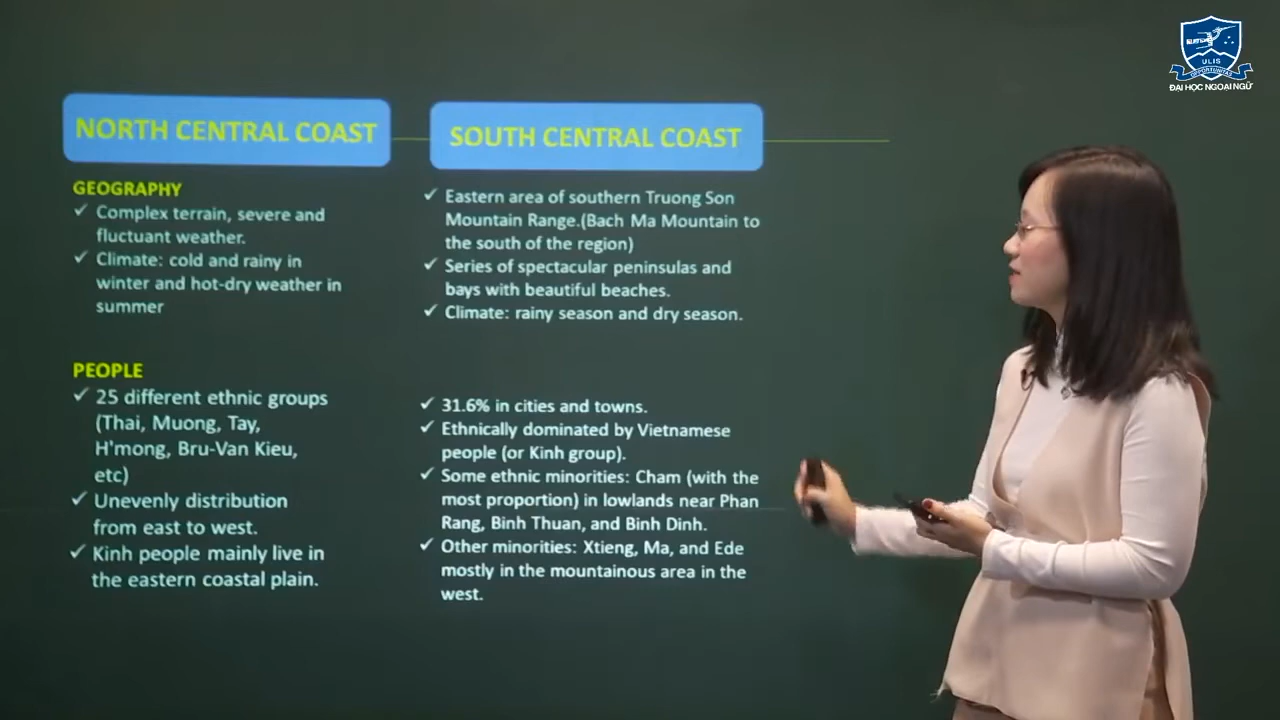 NORTH CENTRAL COAST
GEOGRAPHY
✓ Complex terrain, severe and
fluctuant weather.
✓ Climate: cold and rainy in
winter and hot-dry weather in
summer
PEOPLE
✓ 25 different ethnic groups
(Thai, Muong, Tay,
H'mong, Bru-Van Kieu,
etc)
✓ Unevenly distribution
from east to west.
✓ Kinh people mainly live in
the eastern coastal plain.
SOUTH CENTRAL COAST
✓ Eastern area of southern Truong Son
Mountain Range.(Bach Ma Mountain to
the south of the region)
✓ Series of spectacular peninsulas and
bays with beautiful beaches.
✓ Climate: rainy season and dry season.
✓ 31.6% in cities and towns.
✓ Ethnically dominated by Vietnamese
people (or Kinh group).
✓ Some ethnic minorities: Cham (with the
most proportion) in lowlands near Phan
Rang, Binh Thuan, and Binh Dinh.
✓ Other minorities: Xtieng, Ma, and Ede
mostly in the mountainous area in the
west.
ULIS
ĐẠI HỌC NGOẠI NGỮ